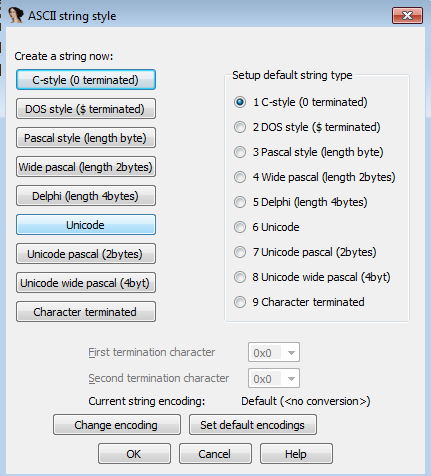 ASCII string style
Create a string now:
C-style (0 terminated)
DOS style ($ terminated)
Pascal style (length byte)
Wide pascal (length 2bytes)
Delphi (length 4bytes)
Unicode
Unicode pascal (2bytes)
Unicode wide pascal (4byt)
Character terminated
Setup default string type
1 C-style (0 terminated)
2 DOS style ($ terminated)
3 Pascal style (length byte)
4 Wide pascal (length 2bytes)
5 Delphi (length 4bytes)
6 Unicode
7 Unicode pascal (2bytes)
8 Unicode wide pascal (4byt)
9 Character terminated
First termination character 0x0
Second termination character 0x0
Current string encoding: Default (<no conversion>)
Change encoding Set default encodings
OK Cancel Help